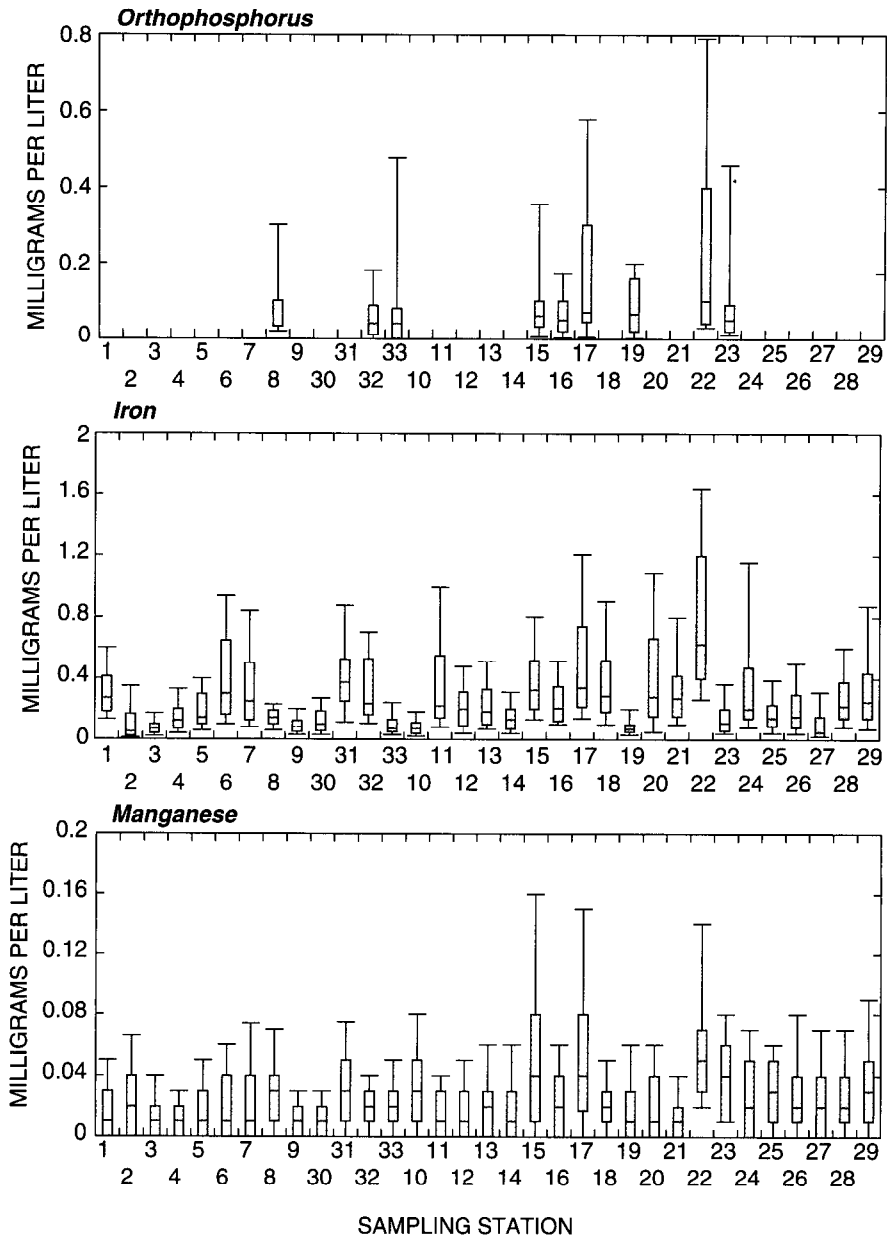 Orthophosphorus
0.8
0.6
0.4
0.2
0
MILLIGRAMS PER LITER
1 3 5 7 9 31 33 11 13 15 17 19 21 23 25 27 29
2 4 6 8 30 32 10 12 14 16 18 20 22 24 26 28
Iron
2
1.6
1.2
0.8
0.4
0
MILLIGRAMS PER LITER
1 3 5 7 9 31 33 11 13 15 17 19 21 23 25 27 29
2 4 6 8 30 32 10 12 14 16 18 20 22 24 26 28
Manganese
0.2
0.16
0.12
0.08
0.04
0
MILLIGRAMS PER LITER
1 3 5 7 9 31 33 11 13 15 17 19 21 23 25 27 29
2 4 6 8 30 32 10 12 14 16 18 20 22 24 26 28
SAMPLING STATION